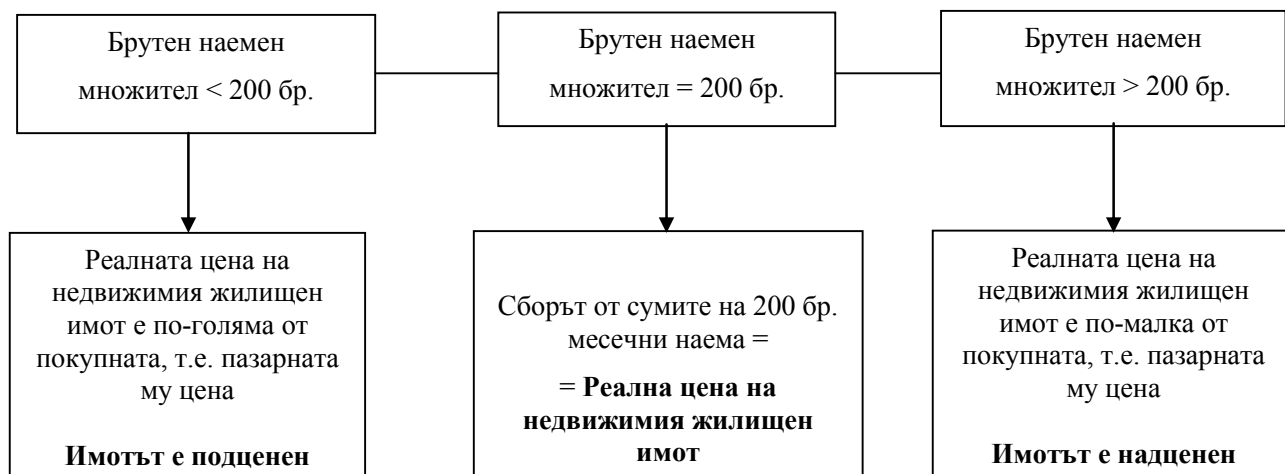 Брутен наемен
множител < 200 бр.
Брутен наемен
множител = 200 бр.
Брутен наемен
множител > 200 бр.
Реалната цена на
недвижимия жилищен
имот е по-голяма от
покупната, т.е. пазарната
му цена
Имотът е подценен
Сборът от сумите на 200 бр.
месечни наема =
= Реална цена на
недвижимия жилищен
имот
Реалната цена на
недвижимия жилищен
имот е по-малка от
покупната, т.е. пазарната
му цена
Имотът е надценен